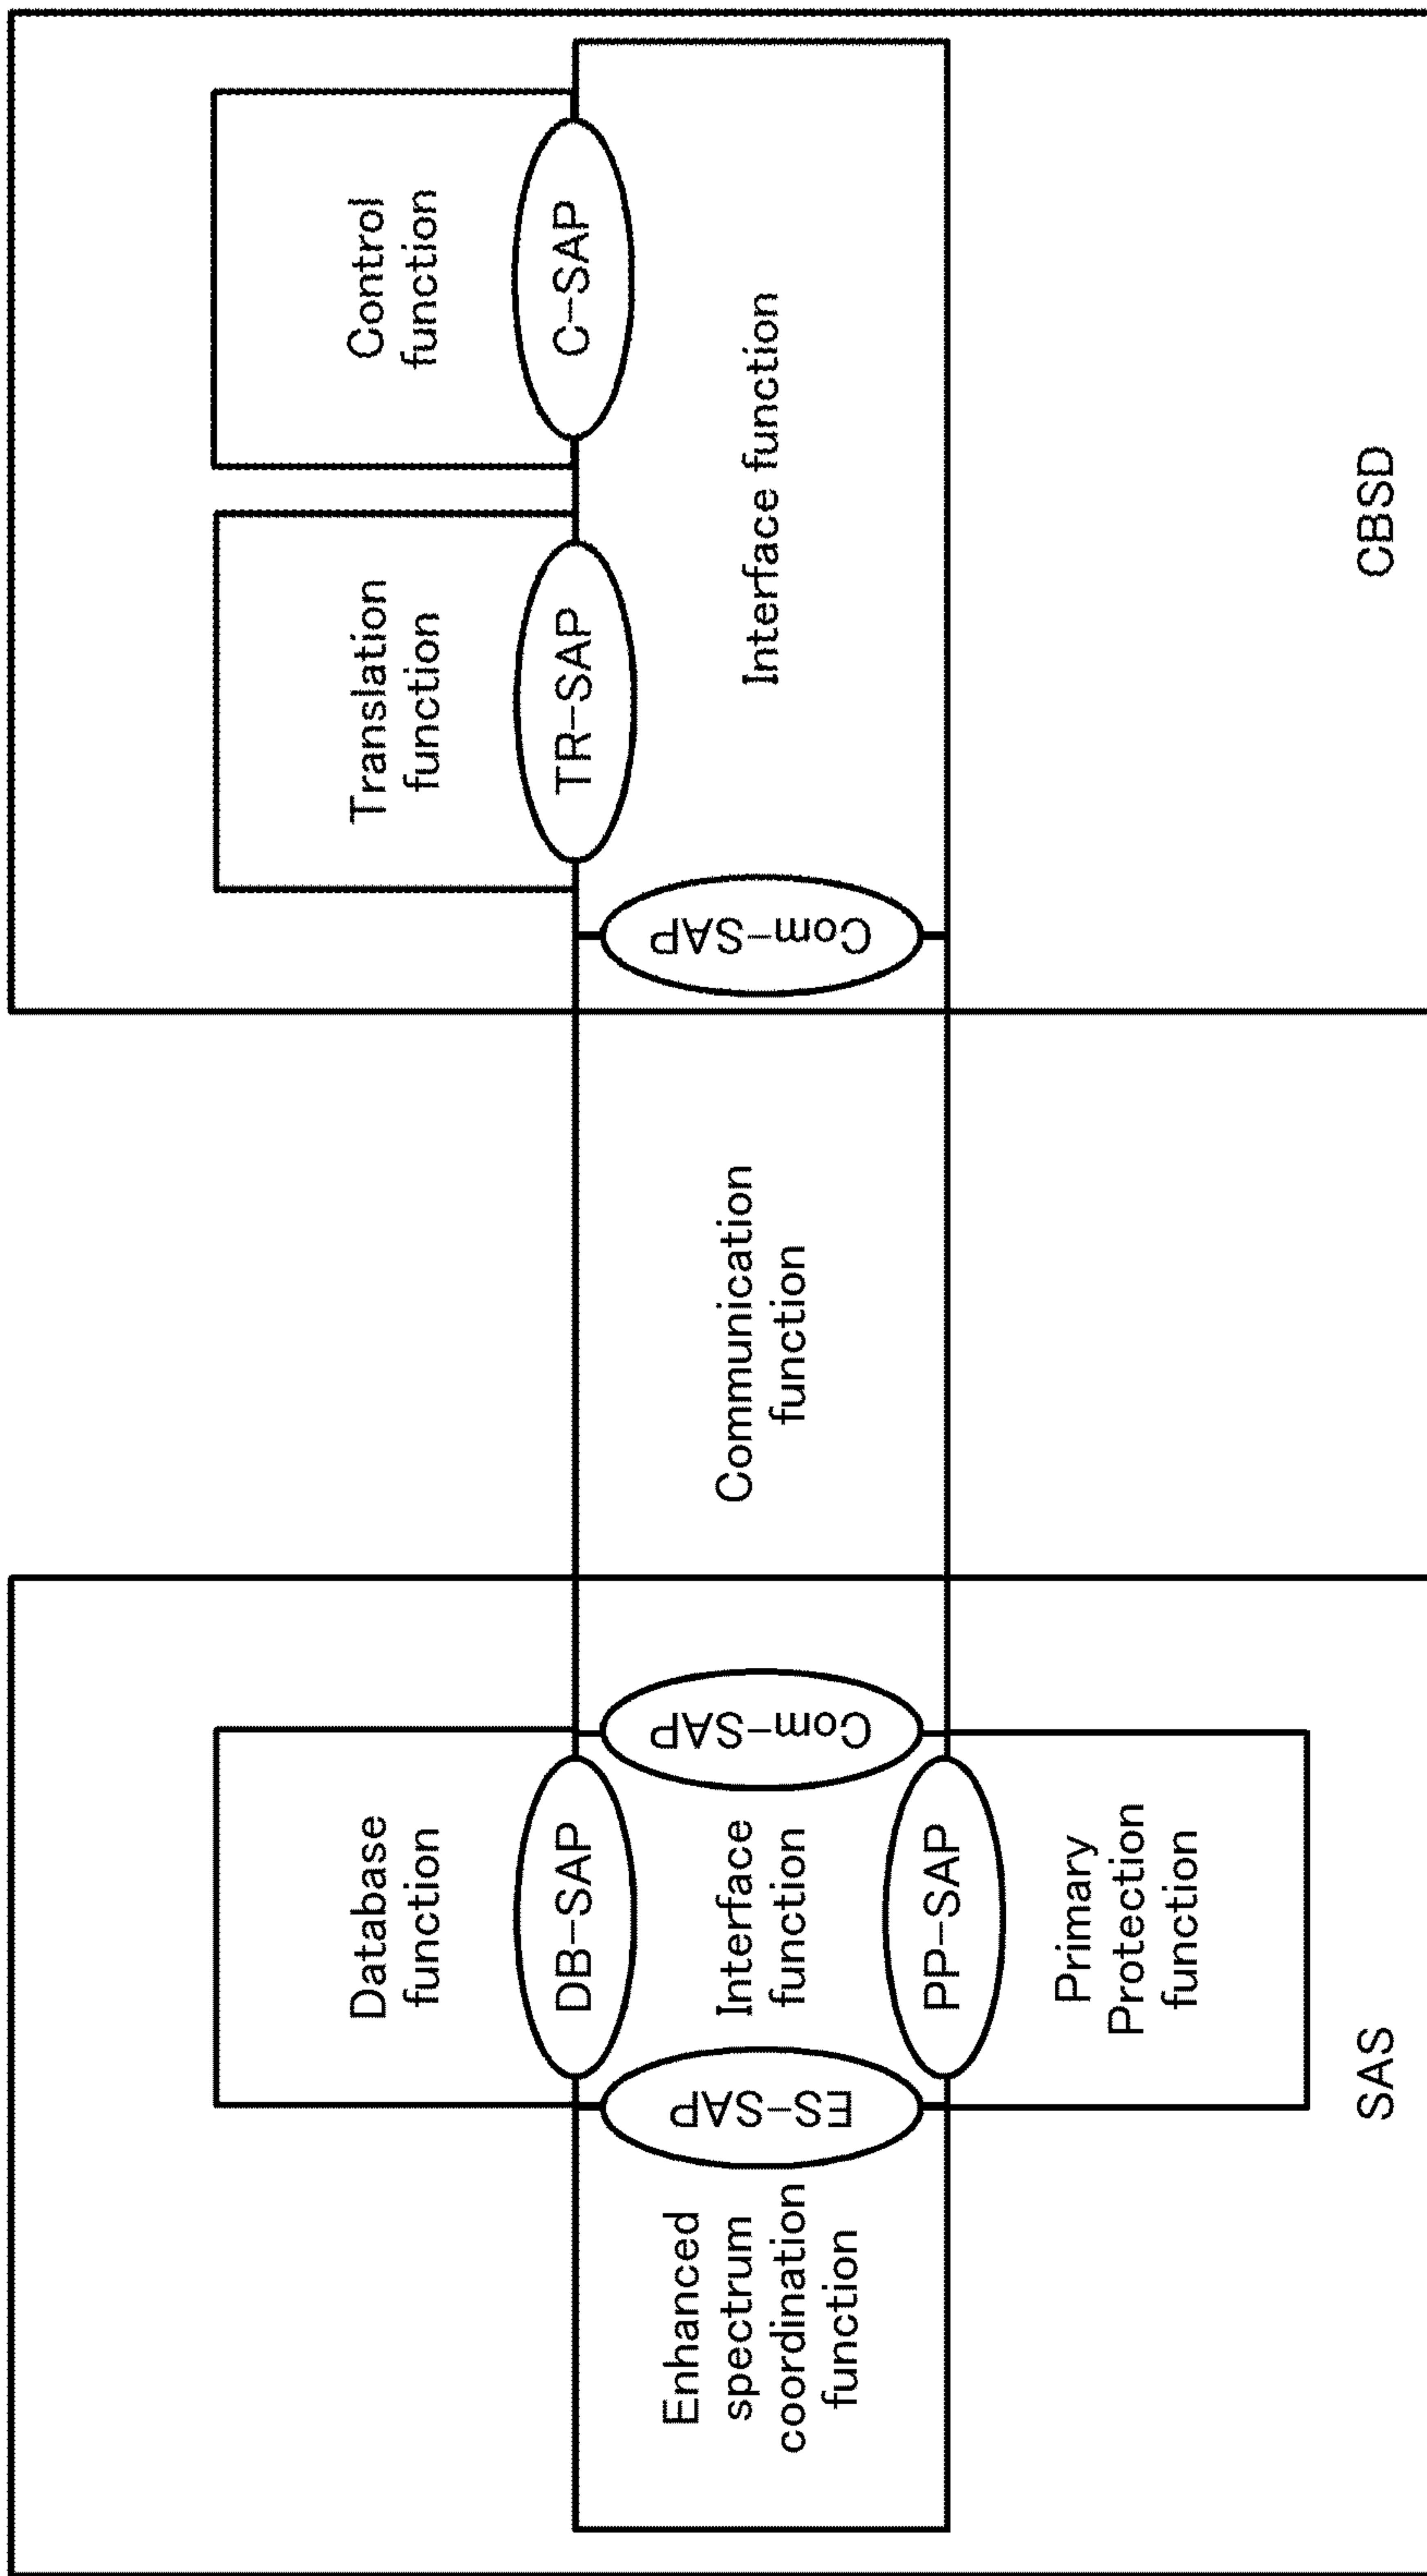 Database
function
DB-SAP
Enhanced
spectrum
coordination
function
ES-SAP
Interface
function
Com-SAP
PP-SAP
Primary
Protection
function
SAS
Communication
function
Translation
function
Control
function
TR-SAP
C-SAP
Com-SAP
Interface function
CBSD